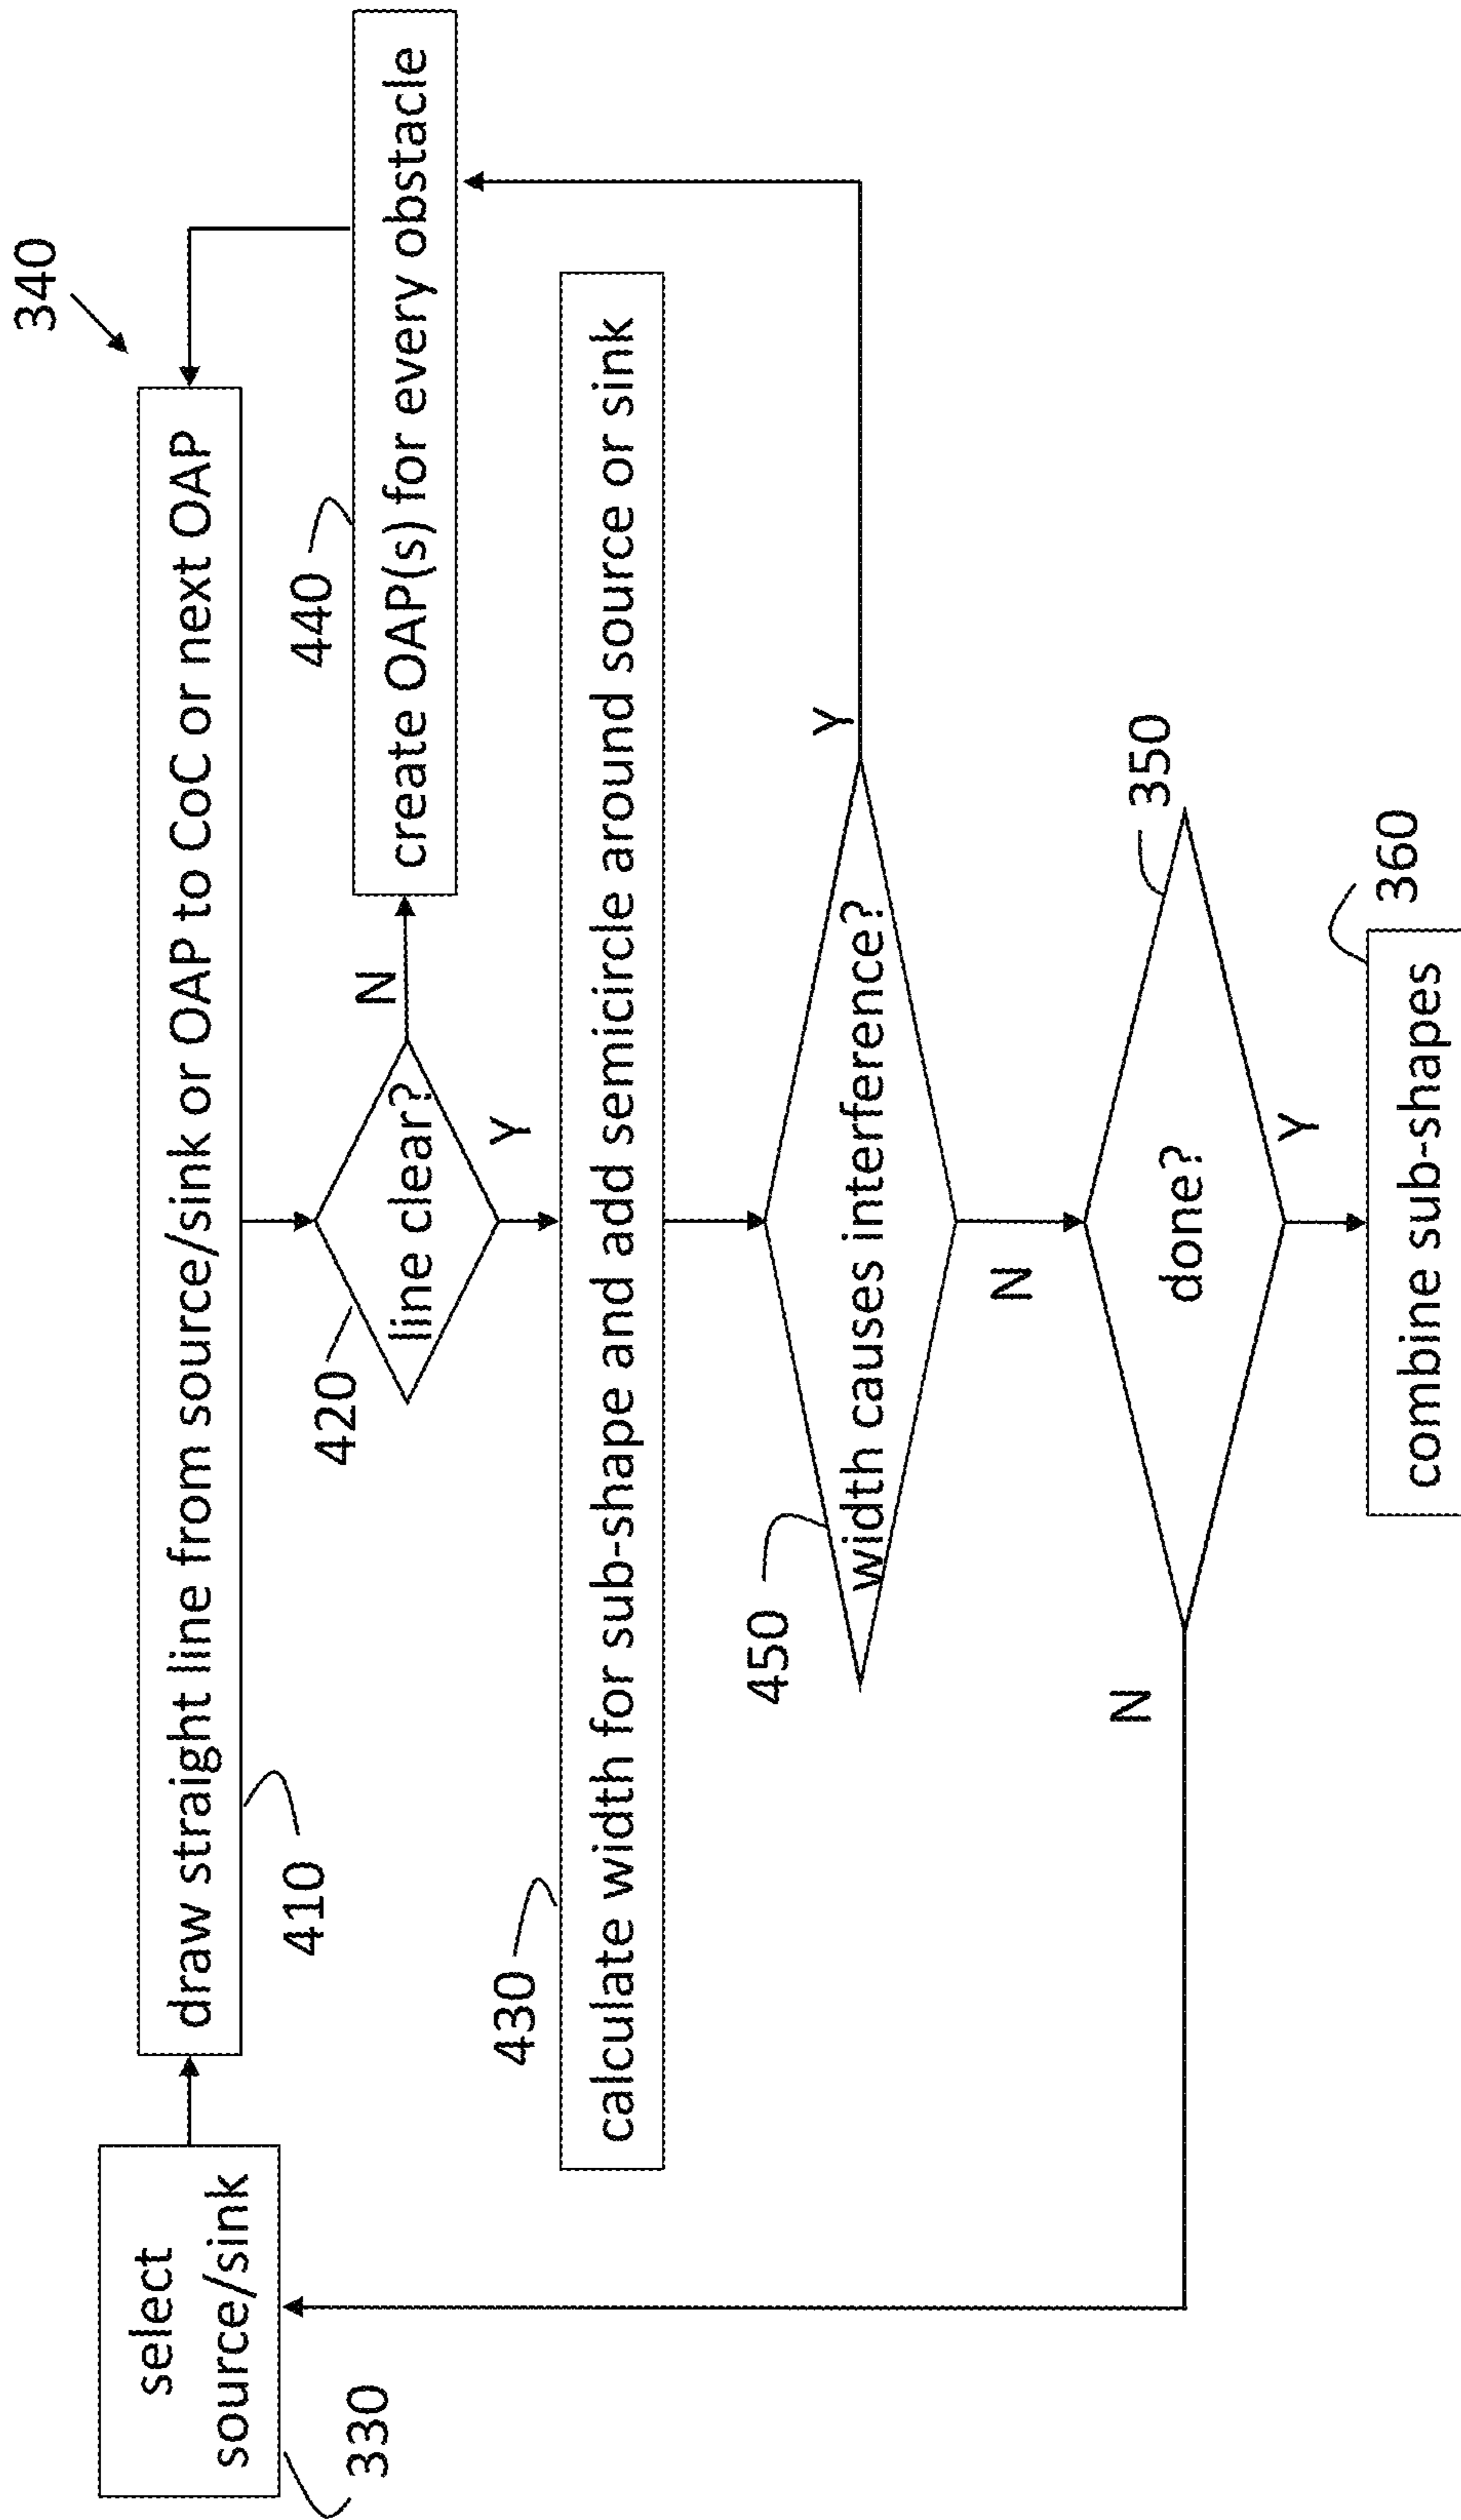 340
select
source/sink
330
draw straight line from source/sink or OAP to CoC or next OAP
410
420
line clear?
N
Y
440
create OAP(s) for every obstacle
430
calculate width for sub-shape and add semicircle around source or sink
450
width causes interference?
Y
N
350
done?
N
Y
360
combine sub-shapes